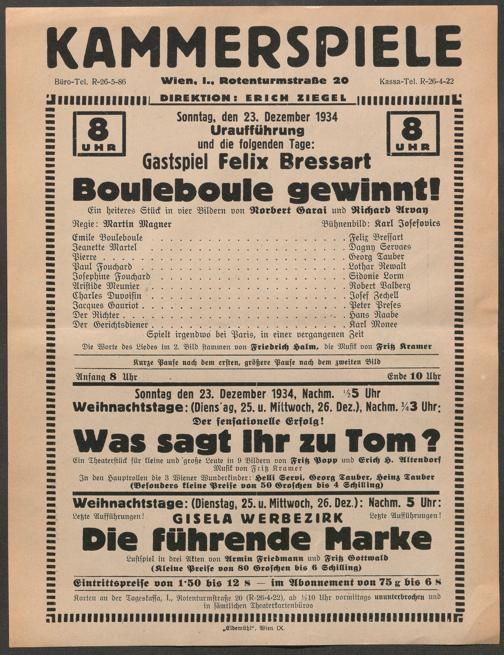 KAMMERSPIELE
Büro-Tel. R-26-5-86 Wien, I., Rotenturmstraße 20 Kassa-Tel. R-26-4-22
DIREKTION: ERICH ZIEGEL
8 UHR
Sonntag, den 23. Dezember 1934
8 UHR
Uraufführung
und die folgenden Tage:
Gastspiel Felix Bressart
Bouleboule gewinnt!
Ein heiteres Stück in vier Bildern von Norbert Garai und Richard Arvay
Regie: Martin Magner Bühnenbild: Karl Josefovics
Emile Bouleboule . . . . . Felix Bressart
Jeanette Martel . . . . . Dagny Servaes
Pierre . . . . . Georg Tauber
Paul Fouchard . . . . . Lothar Rewalt
Josephine Fouchard . . . . . Sidonie Lorm
Aristide Meunier . . . . . Robert Valberg
Charles Duvoisin . . . . . Josef Zechell
Jacques Gouriot . . . . . Peter Preses
Der Richter . . . . . Hans Raabe
Der Gerichtsdiener . . . . . Karl Monee
Spielt irgendwo bei Paris, in einer vergangenen Zeit
Die Worte des Liedes im 2. Bild stammen von Friedrich Halm, die Musik von Fritz Kramer
Kurze Pause nach dem ersten, größere Pause nach dem zweiten Bild
Anfang 8 Uhr Ende 10 Uhr
Sonntag den 23. Dezember 1934, Nachm. ½5 Uhr
Weihnachtstage: (Diens'ag, 25. u. Mittwoch, 26. Dez.), Nachm. ¾3 Uhr:
Der sensationelle Erfolg!
Was sagt Ihr zu Tom?
Ein Theaterstück für kleine und große Leute in 9 Bildern von Fritz Popp und Erich H. Altendorf
Musik von Fritz Kramer
In den Hauptrollen die 3 Wiener Wunderkinder: Helli Servi, Georg Tauber, Heinz Tauber
(Besonders kleine Preise von 50 Groschen bis 4 Schilling)
Weihnachtstage: (Dienstag, 25. u. Mittwoch, 26. Dez.): Nachm. 5 Uhr:
Letzte Aufführungen! GISELA WERBEZIRK Letzte Aufführungen!
Die führende Marke
Lustspiel in drei Akten von Armin Friedmann und Fritz Gottwald
(Kleine Preise von 80 Groschen bis 6 Schilling)
Eintrittspreise von 1·50 bis 12 S — im Abonnement von 75 g bis 6 S
Karten an der Tageskassa, I., Rotenturmstraße 20 (R-26-4-22), ab ½10 Uhr vormittags ununterbrochen und
in sämtlichen Theaterkartenbüros
„Elbemühl“, Wien IX.